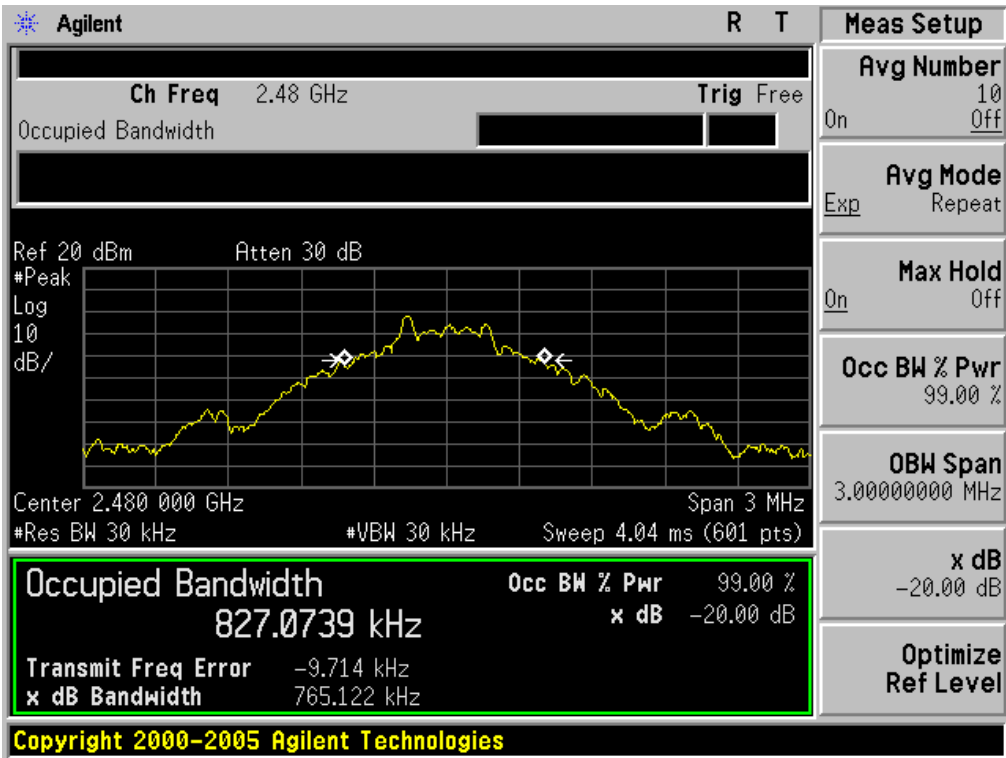 Agilent R T
Ch Freq 2.48 GHz Trig Free
Occupied Bandwidth
Ref 20 dBm Atten 30 dB
#Peak
Log
10
dB/
Center 2.480 000 GHz Span 3 MHz
#Res BW 30 kHz #VBW 30 kHz Sweep 4.04 ms (601 pts)
Occupied Bandwidth Occ BW % Pwr 99.00 %
827.0739 kHz x dB -20.00 dB
Transmit Freq Error -9.714 kHz
x dB Bandwidth 765.122 kHz
Copyright 2000-2005 Agilent Technologies
Meas Setup
Avg Number
10
On Off
Avg Mode
Exp Repeat
Max Hold
On Off
Occ BW % Pwr
99.00 %
OBW Span
3.00000000 MHz
x dB
-20.00 dB
Optimize
Ref Level